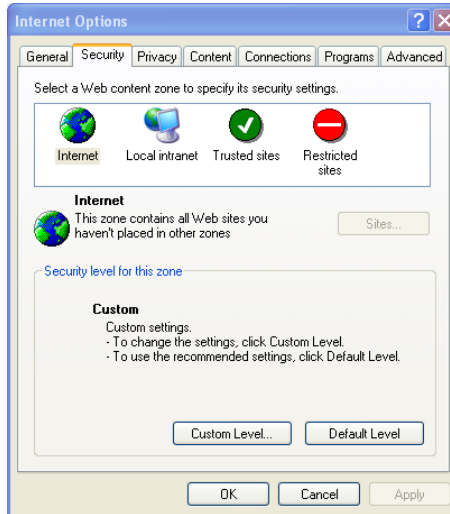 Internet Options
General Security Privacy Content Connections Programs Advanced
Select a Web content zone to specify its security settings.
Internet Local intranet Trusted sites Restricted
sites
Internet
This zone contains all Web sites you
haven't placed in other zones
Sites...
Security level for this zone
Custom
Custom settings.
- To change the settings, click Custom Level.
- To use the recommended settings, click Default Level.
Custom Level... Default Level
OK Cancel Apply